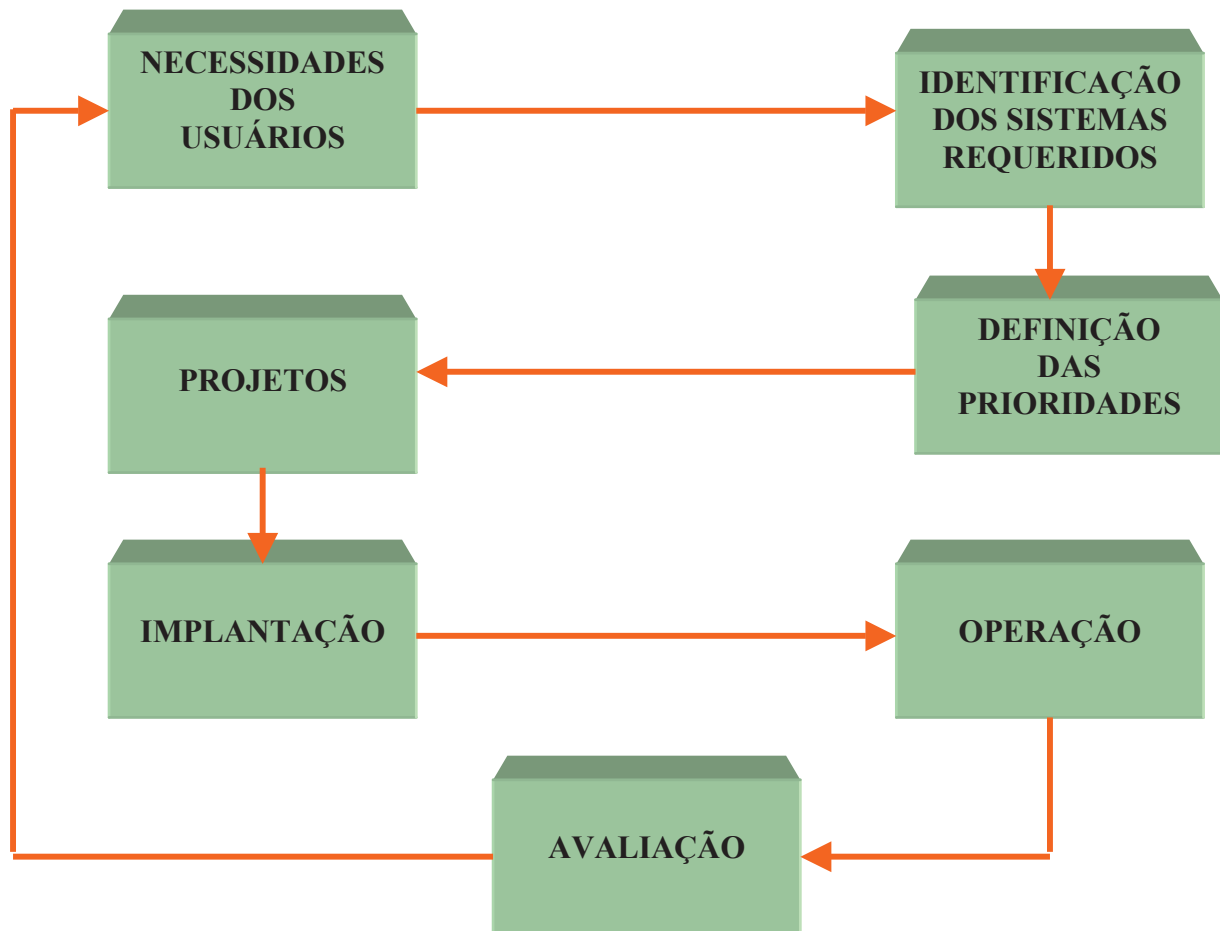 NECESSIDADES
DOS
USUÁRIOS
IDENTIFICAÇÃO
DOS SISTEMAS
REQUERIDOS
DEFINIÇÃO
DAS
PRIORIDADES
PROJETOS
IMPLANTAÇÃO
OPERAÇÃO
AVALIAÇÃO